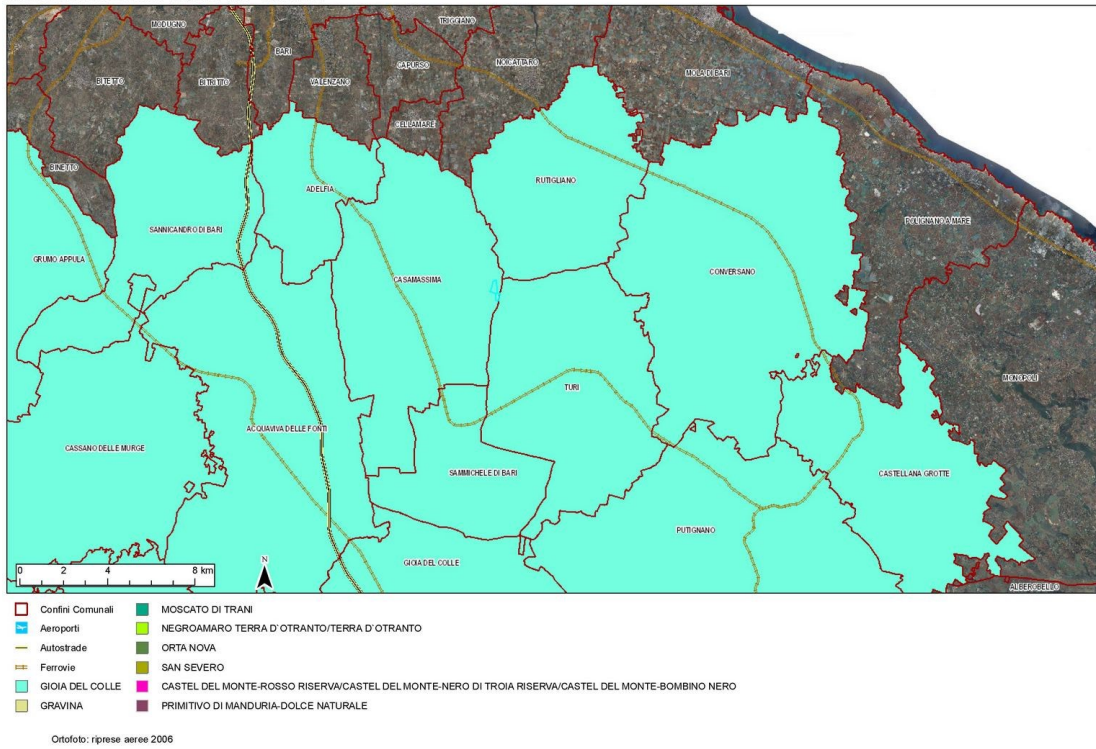 MODUGNO
TRIGGIANO
BARI
BITETTO
BITRITTO
VALENZANO
CAPURSO
NOICATTARO
MOLA DI BARI
CELLAMARE
BINETTO
ADELFIA
RUTIGLIANO
POLIGNANO A MARE
SANNICANDRO DI BARI
GRUMO APPULA
CASAMASSIMA
CONVERSANO
MONOPOLI
TURI
ACQUAVIVA DELLE FONTI
CASSANO DELLE MURGE
SAMMICHELE DI BARI
CASTELLANA GROTTE
PUTIGNANO
GIOIA DEL COLLE
ALBEROBELLO
0 2 4 8 km
N
Confini Comunali
Aeroporti
Autostrade
Ferrovie
GIOIA DEL COLLE
GRAVINA
MOSCATO DI TRANI
NEGROAMARO TERRA D`OTRANTO/TERRA D`OTRANTO
ORTA NOVA
SAN SEVERO
CASTEL DEL MONTE-ROSSO RISERVA/CASTEL DEL MONTE-NERO DI TROIA RISERVA/CASTEL DEL MONTE-BOMBINO NERO
PRIMITIVO DI MANDURIA-DOLCE NATURALE
Ortofoto: riprese aeree 2006